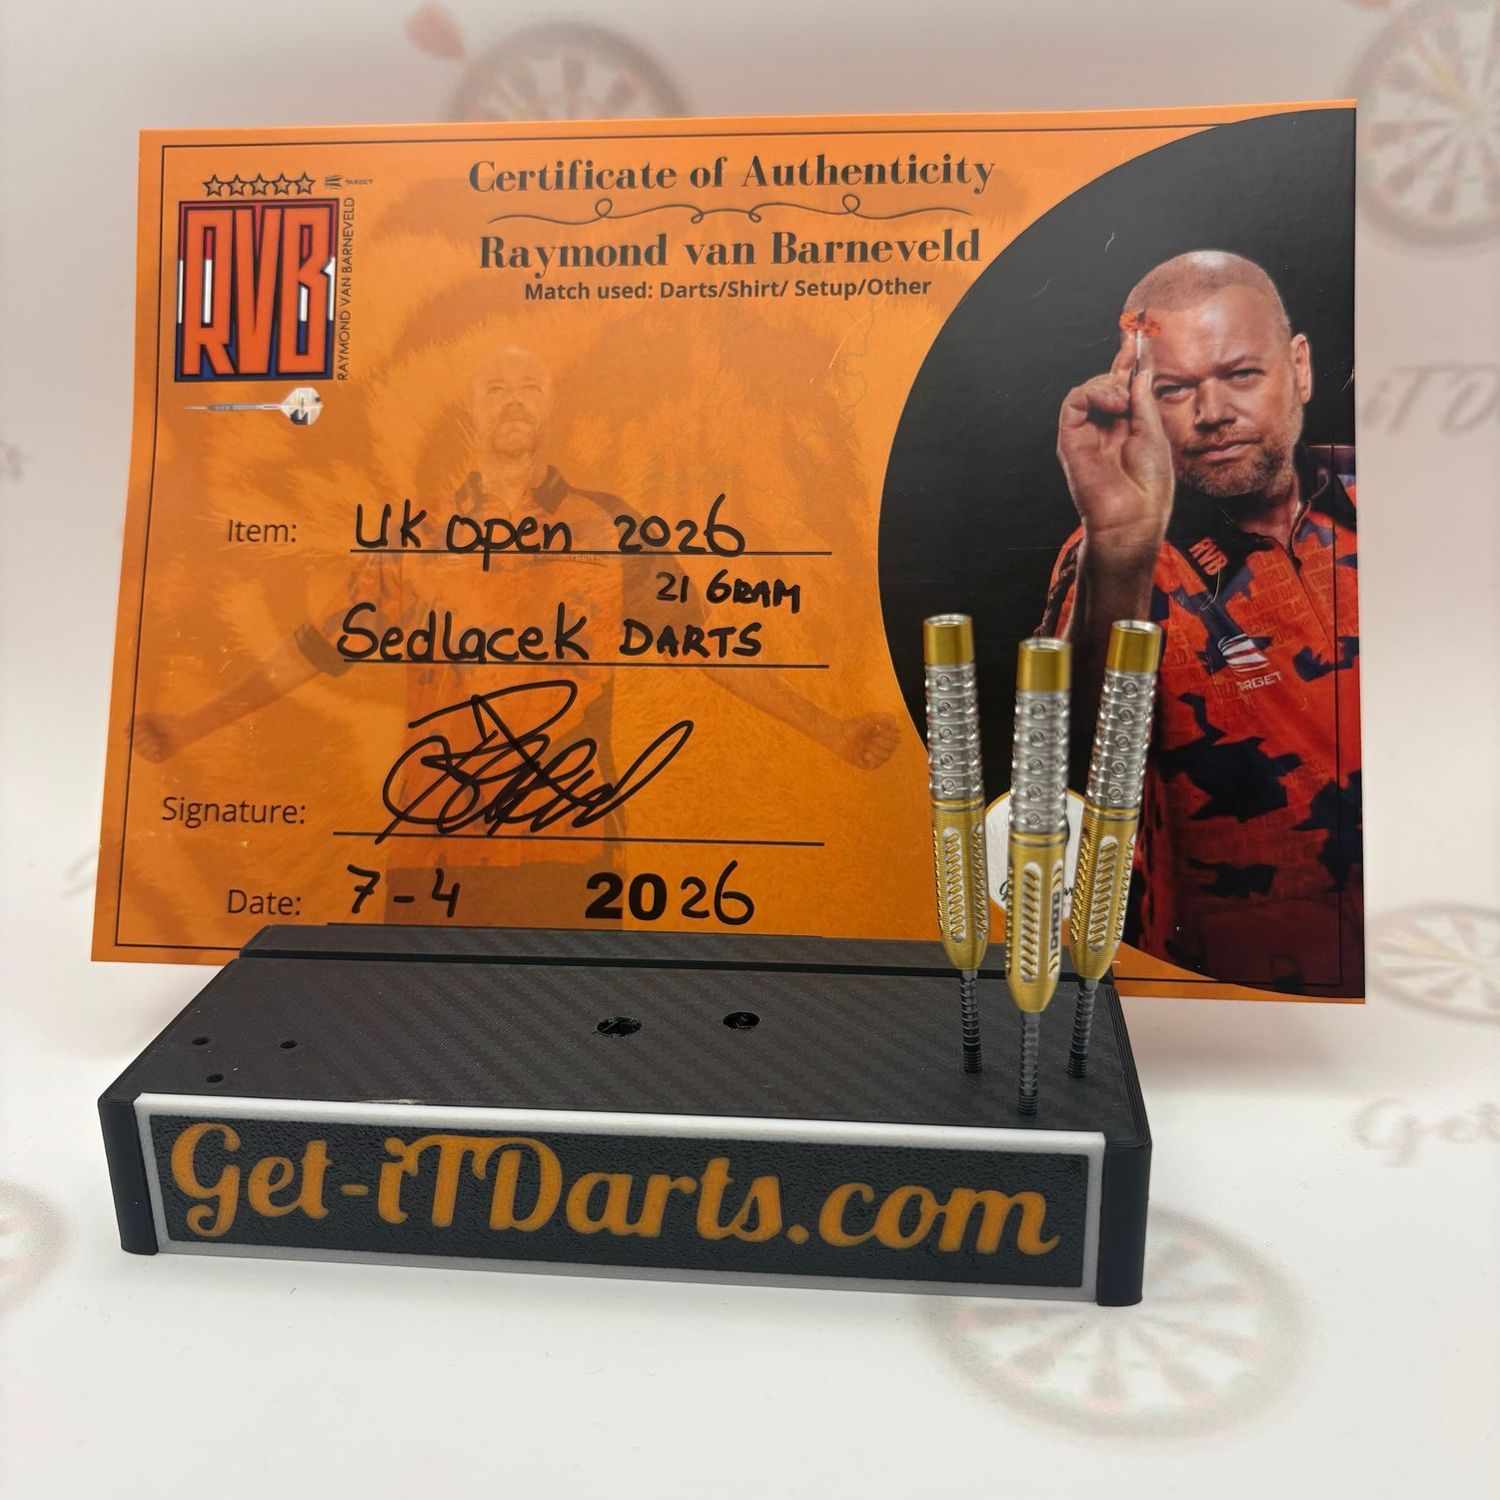 Certificate of Authenticity
Raymond van Barneveld
Match used: Darts/Shirt/ Setup/Other
TARGET
RVB
RAYMOND VAN BARNEVELD
Item: UK open 2026
21 GRAM
Sedlacek DARTS
Signature:
Date: 7-4 2026
RVB
TARGET
Get-iTDarts.com